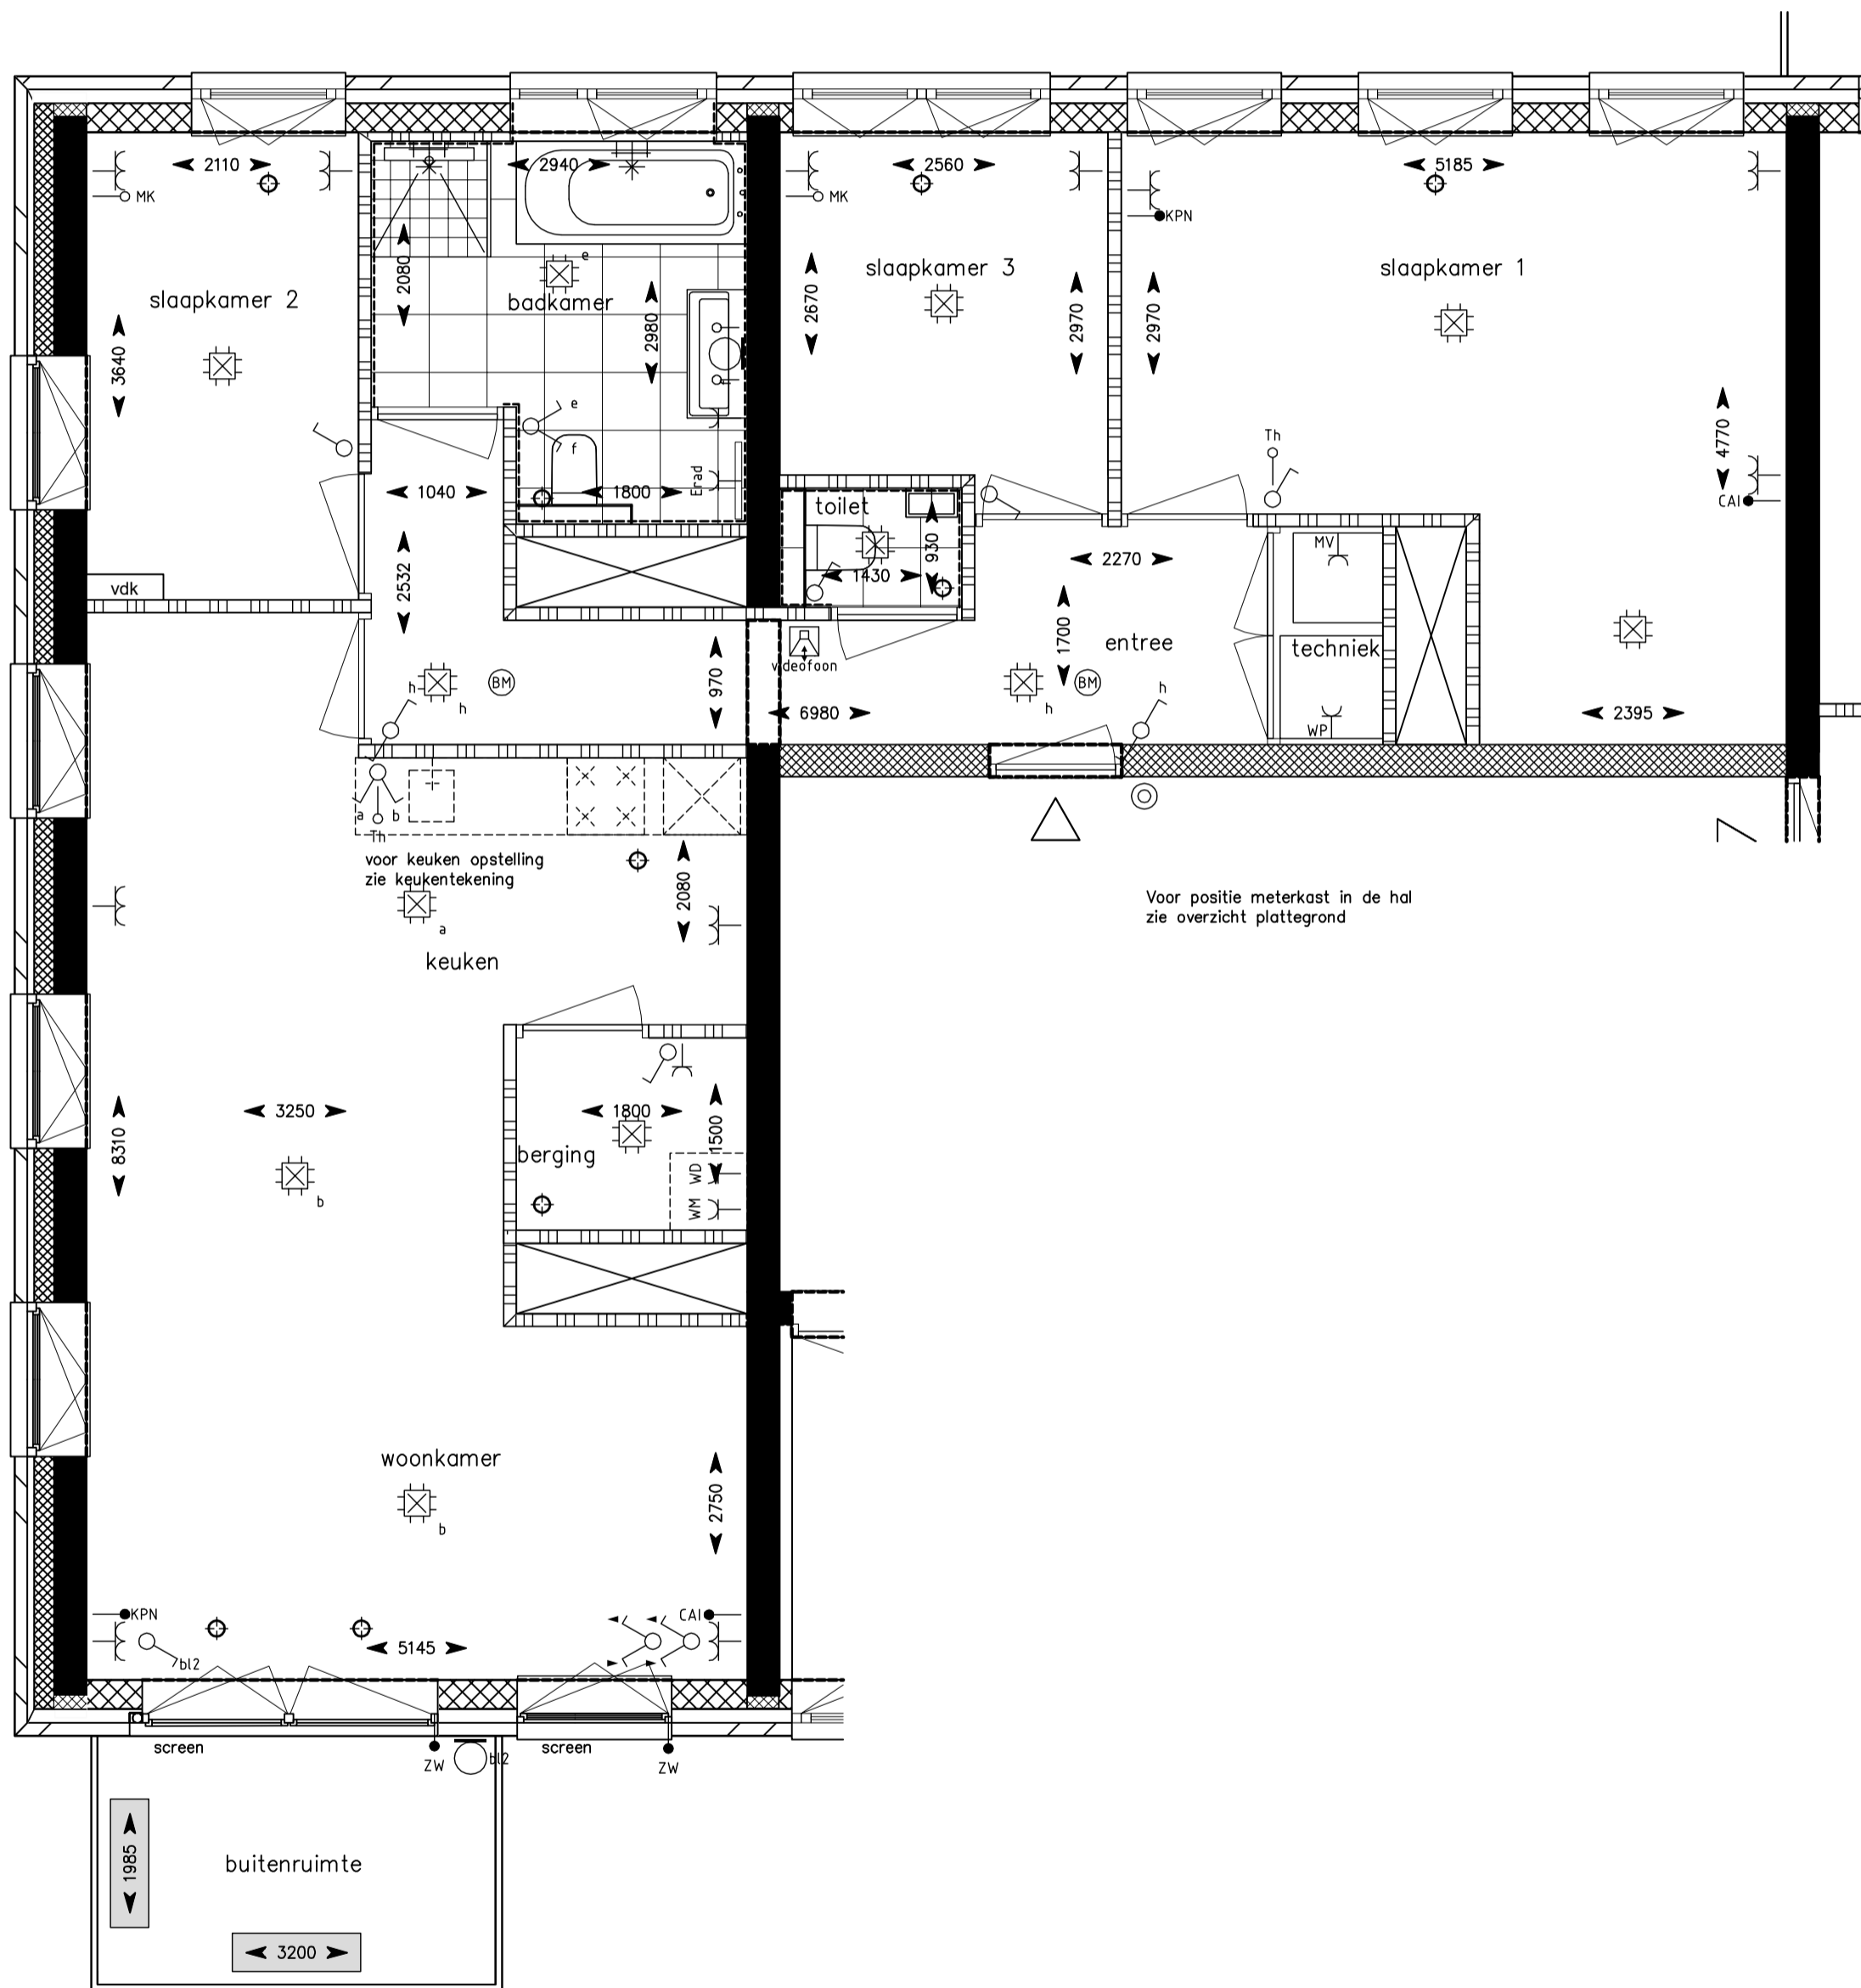 2110
2940
2560
5185
MK
MK
KPN
slaapkamer 2
badkamer
slaapkamer 3
slaapkamer 1
e
2080
2980
2670
2970
2970
3640
4770
e
f
Th
CAI
1040
1800
Erad
toilet
930
1430
vdk
2532
970
videofoon
2270
1700
entree
MV
techniek
WP
h
h
BM
h
BM
h
6980
2395
a
b
Th
voor keuken opstelling
zie keukentekening
2080
a
keuken
Voor positie meterkast in de hal
zie overzicht plattegrond
8310
3250
b
1800
1500
berging
WD
WM
woonkamer
b
2750
KPN
bl2
5145
CAI
screen
ZW
bl2
screen
ZW
1985
buitenruimte
3200